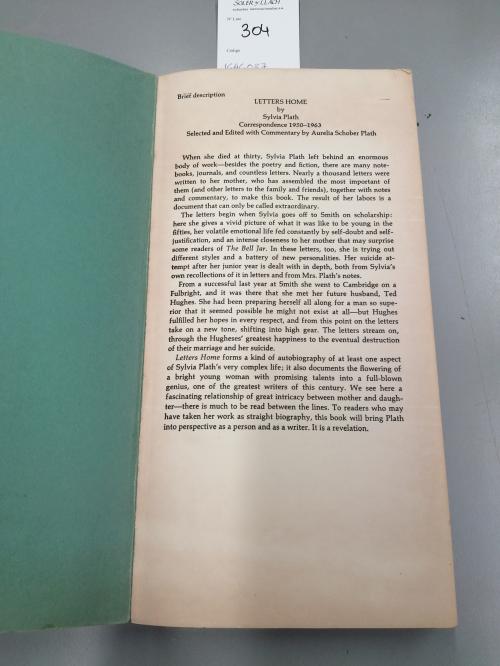 SOLER Y LLACH
Nº Lote
304
Código
Brief description
LETTERS HOME
by
Sylvia Plath
Correspondence 1950–1963
Selected and Edited with Commentary by Aurelia Schober Plath
When she died at thirty, Sylvia Plath left behind an enormous
body of work—besides the poetry and fiction, there are many note-
books, journals, and countless letters. Nearly a thousand letters were
written to her mother, who has assembled the most important of
them (and other letters to the family and friends), together with notes
and commentary, to make this book. The result of her labors is a
document that can only be called extraordinary.
The letters begin when Sylvia goes off to Smith on scholarship:
here she gives a vivid picture of what it was like to be young in the
fifties, her volatile emotional life fed constantly by self-doubt and self-
justification, and an intense closeness to her mother that may surprise
some readers of The Bell Jar. In these letters, too, she is trying out
different styles and a battery of new personalities. Her suicide at-
tempt after her junior year is dealt with in depth, both from Sylvia's
own recollections of it in letters and from Mrs. Plath's notes.
From a successful last year at Smith she went to Cambridge on a
Fulbright, and it was there that she met her future husband, Ted
Hughes. She had been preparing herself all along for a man so supe-
rior that it seemed possible he might not exist at all—but Hughes
fulfilled her hopes in every respect, and from this point on the letters
take on a new tone, shifting into high gear. The letters stream on,
through the Hugheses' greatest happiness to the eventual destruction
of their marriage and her suicide.
Letters Home forms a kind of autobiography of at least one aspect
of Sylvia Plath's very complex life; it also documents the flowering of
a bright young woman with promising talents into a full-blown
genius, one of the greatest writers of this century. We see here a
fascinating relationship of great intricacy between mother and daugh-
ter—there is much to be read between the lines. To readers who may
have taken her work as straight biography, this book will bring Plath
into perspective as a person and as a writer. It is a revelation.